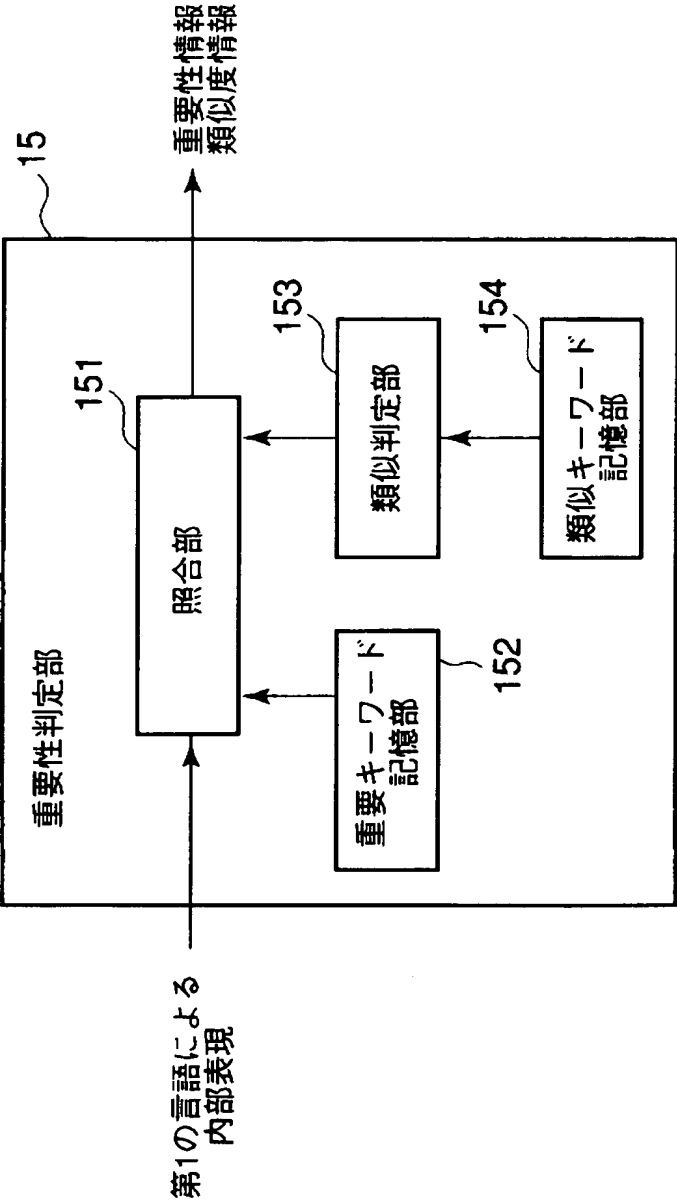 15
重要性判定部
第1の言語による
内部表現
151
照合部
重要性情報
類似度情報
重要キーワード
記憶部
152
153
類似判定部
154
類似キーワード
記憶部